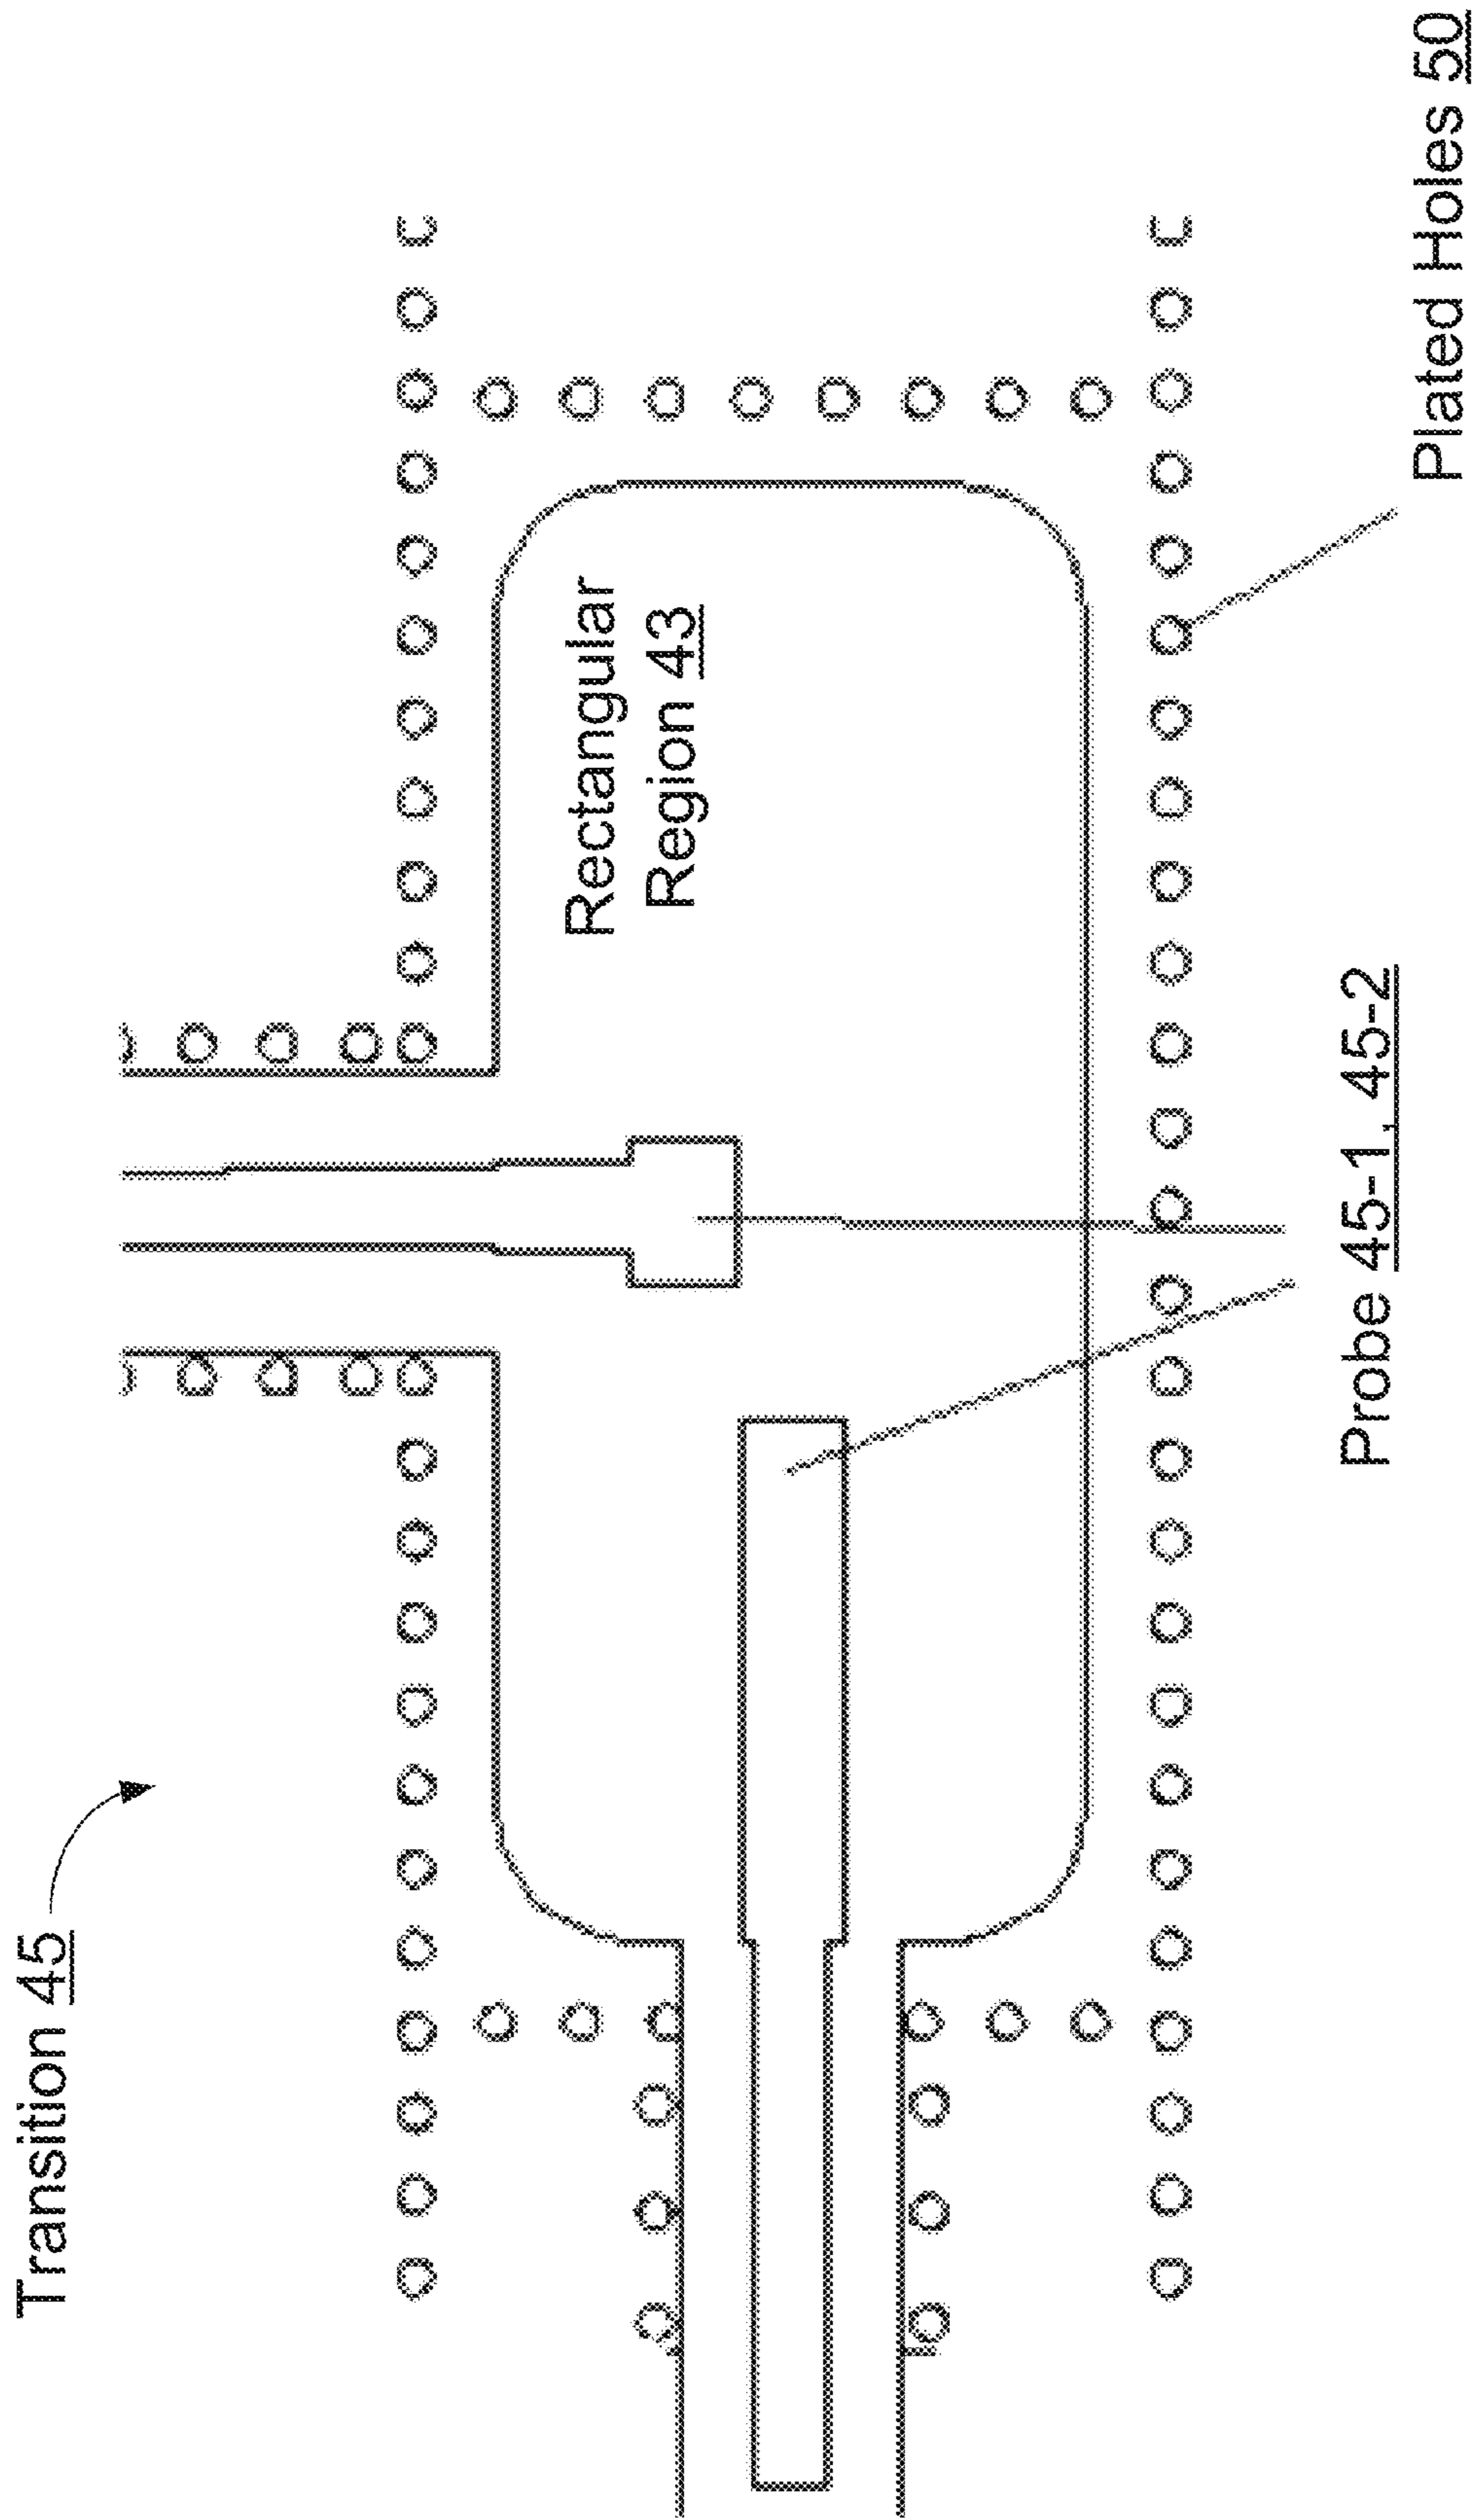 Transition 45
Rectangular
Region 43
Probe 45-1, 45-2
Plated Holes 50